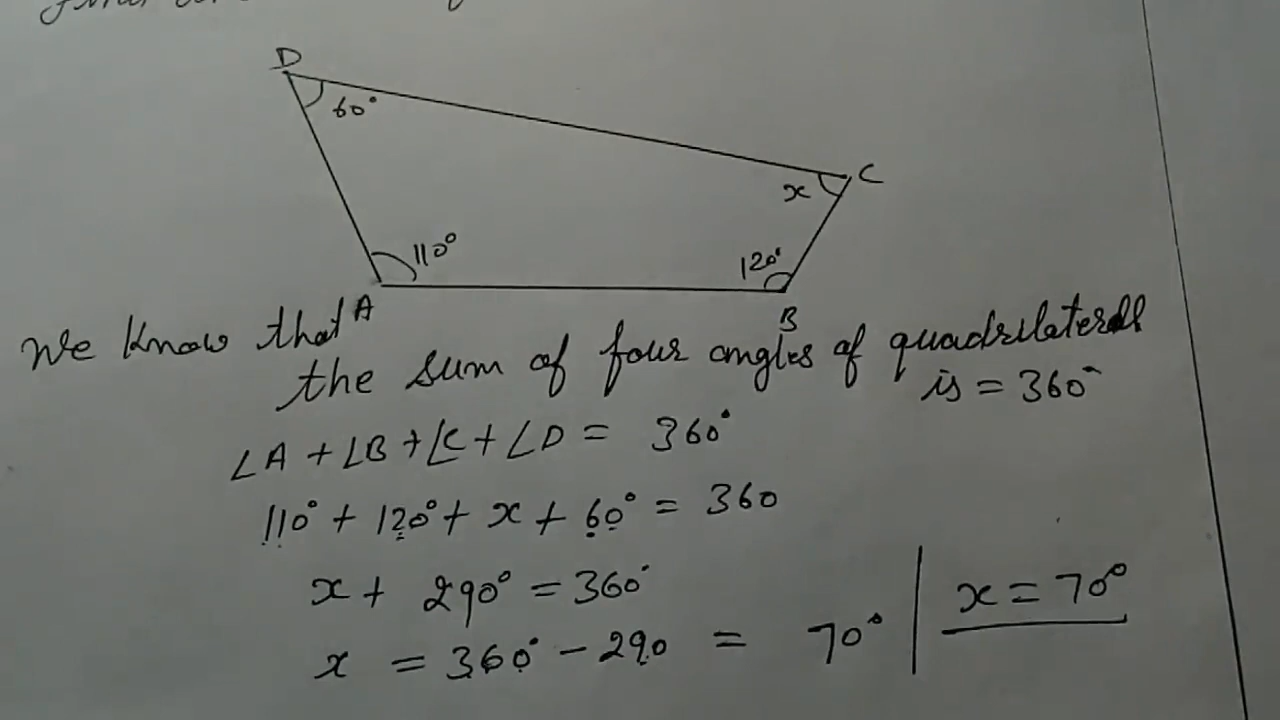 D
60°
C
x
110°
120°
A
B
We know that
the sum of four angles of quadrilateral
is = 360°
∠A + ∠B + ∠C + ∠D = 360°
110° + 120° + x + 60° = 360
x + 290° = 360°
x = 360° - 290 = 70° | x = 70°